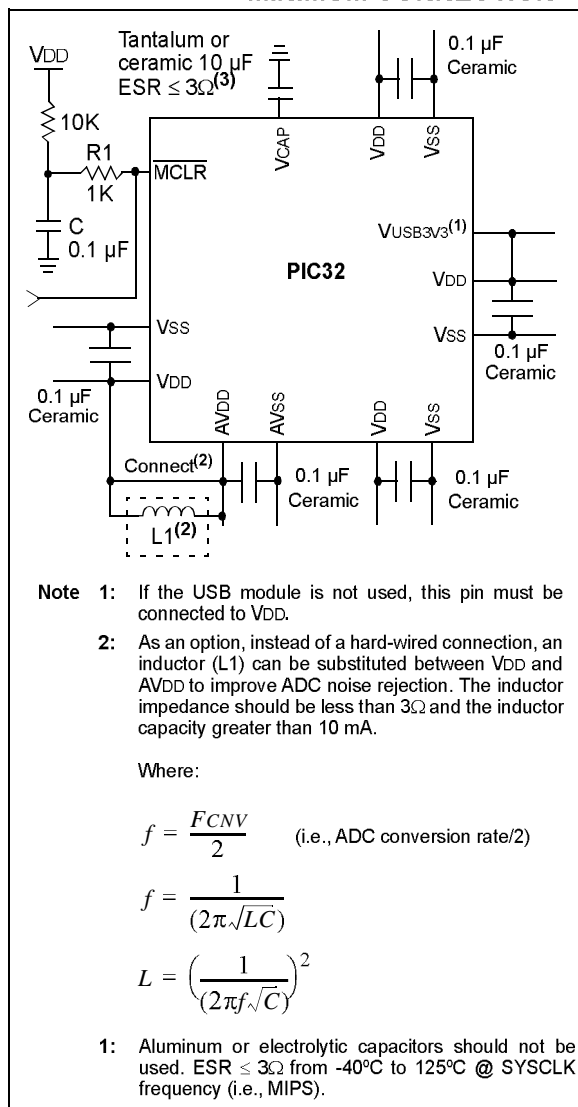 VDD
Tantalum or
ceramic 10 µF
ESR ≤ 3Ω(3)
0.1 µF
Ceramic
10K
R1
1K
MCLR
VCAP
VDD
VSS
C
0.1 µF
VUSB3V3(1)
PIC32
VDD
VSS
VSS
VDD
0.1 µF
Ceramic
0.1 µF
Ceramic
AVDD
AVSS
VDD
VSS
Connect(2)
0.1 µF
Ceramic
0.1 µF
Ceramic
L1(2)
Note 1: If the USB module is not used, this pin must be
connected to VDD.
2: As an option, instead of a hard-wired connection, an
inductor (L1) can be substituted between VDD and
AVDD to improve ADC noise rejection. The inductor
impedance should be less than 3Ω and the inductor
capacity greater than 10 mA.
Where:
f = FCNV / 2 (i.e., ADC conversion rate/2)
f = 1 / (2π√LC)
L = (1 / (2πf√C))²
1: Aluminum or electrolytic capacitors should not be
used. ESR ≤ 3Ω from -40ºC to 125ºC @ SYSCLK
frequency (i.e., MIPS).